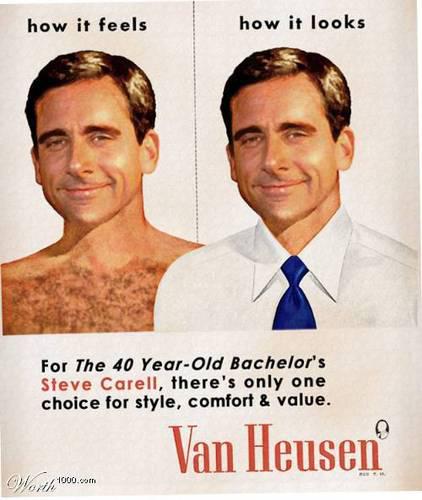 how it feels
how it looks
For The 40 Year-Old Bachelor's
Steve Carell, there's only one
choice for style, comfort & value.
Van Heusen
Worth1000.com